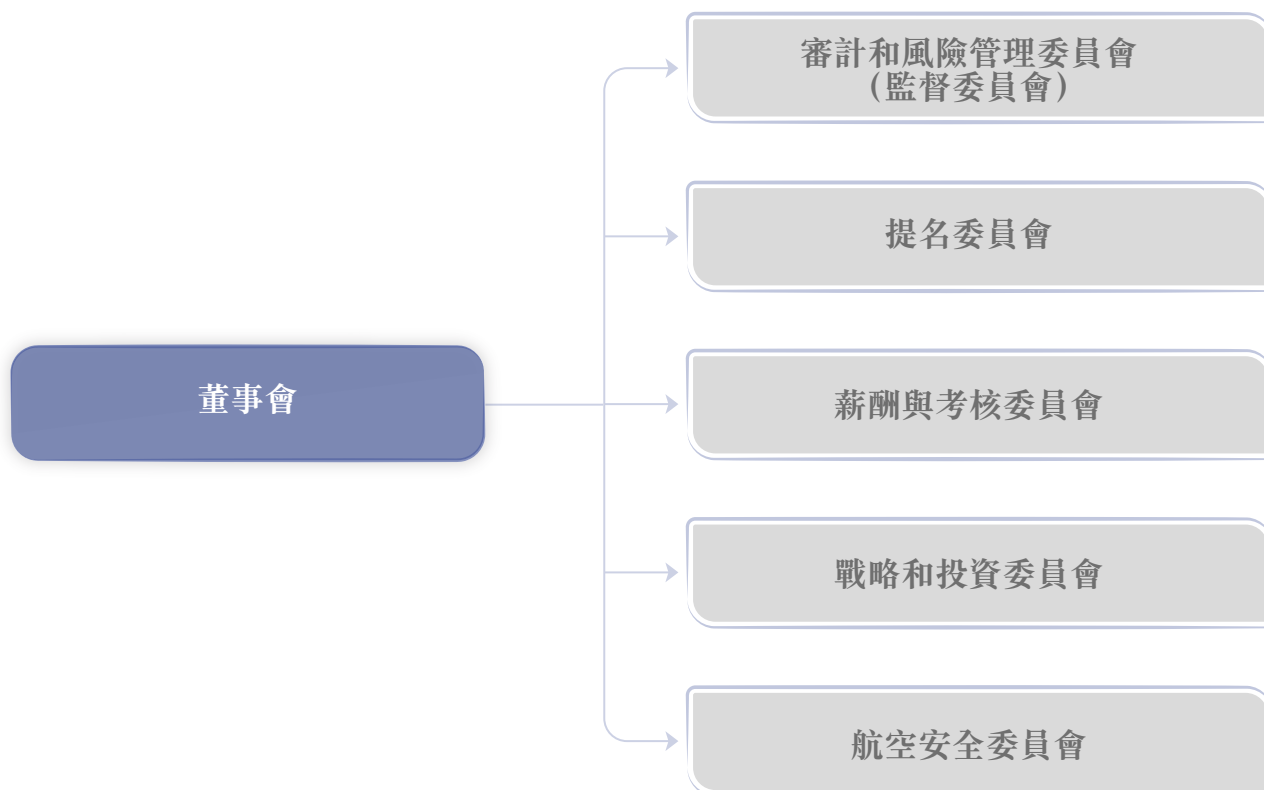 審計和風險管理委員會
（監督委員會）
提名委員會
董事會
薪酬與考核委員會
戰略和投資委員會
航空安全委員會